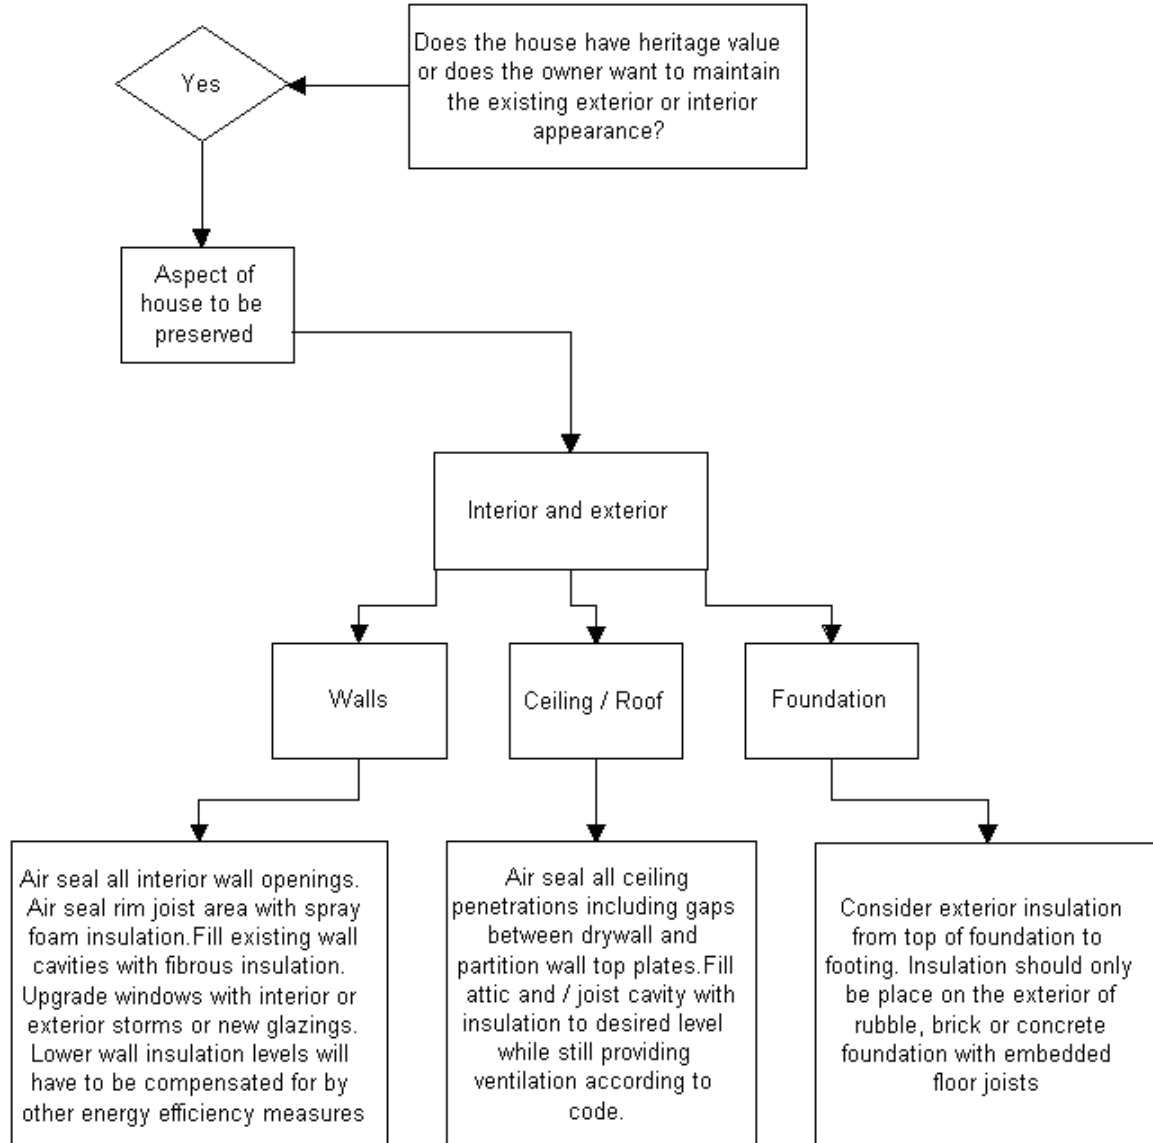 Does the house have heritage value
or does the owner want to maintain
the existing exterior or interior
appearance?
Yes
Aspect of
house to be
preserved
Interior and exterior
Walls
Ceiling / Roof
Foundation
Air seal all interior wall openings.
Air seal rim joist area with spray
foam insulation.Fill existing wall
cavities with fibrous insulation.
Upgrade windows with interior or
exterior storms or new glazings.
Lower wall insulation levels will
have to be compensated for by
other energy efficiency measures
Air seal all ceiling
penetrations including gaps
between drywall and
partition wall top plates.Fill
attic and / joist cavity with
insulation to desired level
while still providing
ventilation according to
code.
Consider exterior insulation
from top of foundation to
footing. Insulation should only
be place on the exterior of
rubble, brick or concrete
foundation with embedded
floor joists